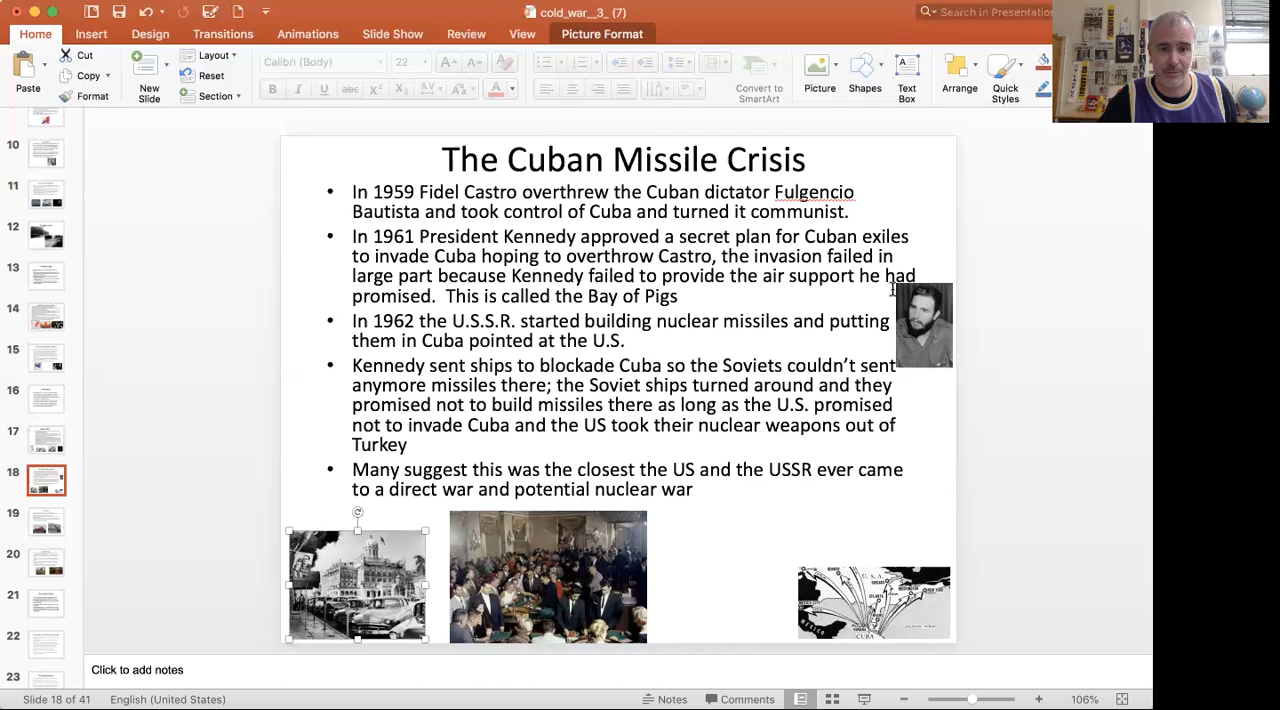 cold_war__3_ (7)
Search in Presentatio
Home Insert Design Transitions Animations Slide Show Review View Picture Format
Cut
Copy
Format
Paste
New
Slide
Layout
Reset
Section
Calibri (Body)
B I U abc X² X₂ AV Aa A
Convert to
SmartArt
Picture
Shapes
Text
Box
Arrange
Quick
Styles
10
11
12
13
14
15
16
17
18
19
20
21
22
23
The Cuban Missile Crisis
In 1959 Fidel Castro overthrew the Cuban dictator Fulgencio
Bautista and took control of Cuba and turned it communist.
• In 1961 President Kennedy approved a secret plan for Cuban exiles
to invade Cuba hoping to overthrow Castro, the invasion failed in
large part because Kennedy failed to provide the air support he had
promised. This is called the Bay of Pigs
• In 1962 the U.S.S.R. started building nuclear missiles and putting
them in Cuba pointed at the U.S.
• Kennedy sent ships to blockade Cuba so the Soviets couldn't sent
anymore missiles there; the Soviet ships turned around and they
promised not to build missiles there as long as the U.S. promised
not to invade Cuba and the US took their nuclear weapons out of
Turkey
• Many suggest this was the closest the US and the USSR ever came
to a direct war and potential nuclear war
U.S.A.
CUBA
Click to add notes
Slide 18 of 41 English (United States) Notes Comments 106%